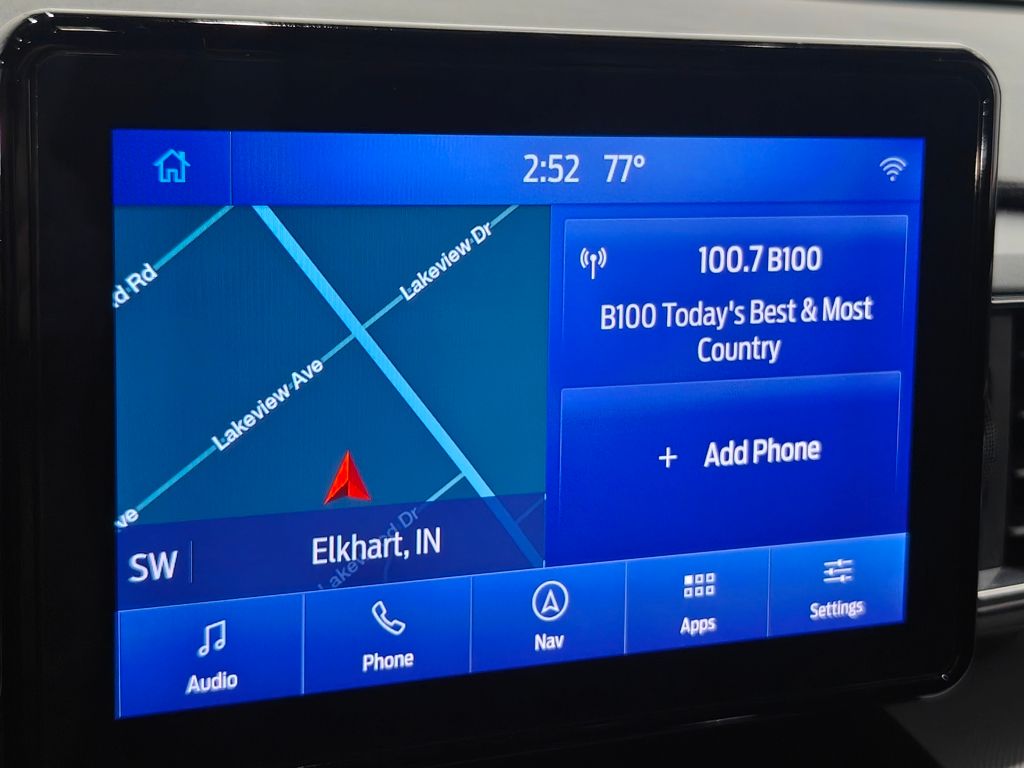 2:52 77°
100.7 B100
B100 Today's Best & Most
Country
+ Add Phone
d Rd
Lakeview Dr
Lakeview Ave
ve
d Dr
SW
Elkhart, IN
Audio
Phone
Nav
Apps
Settings